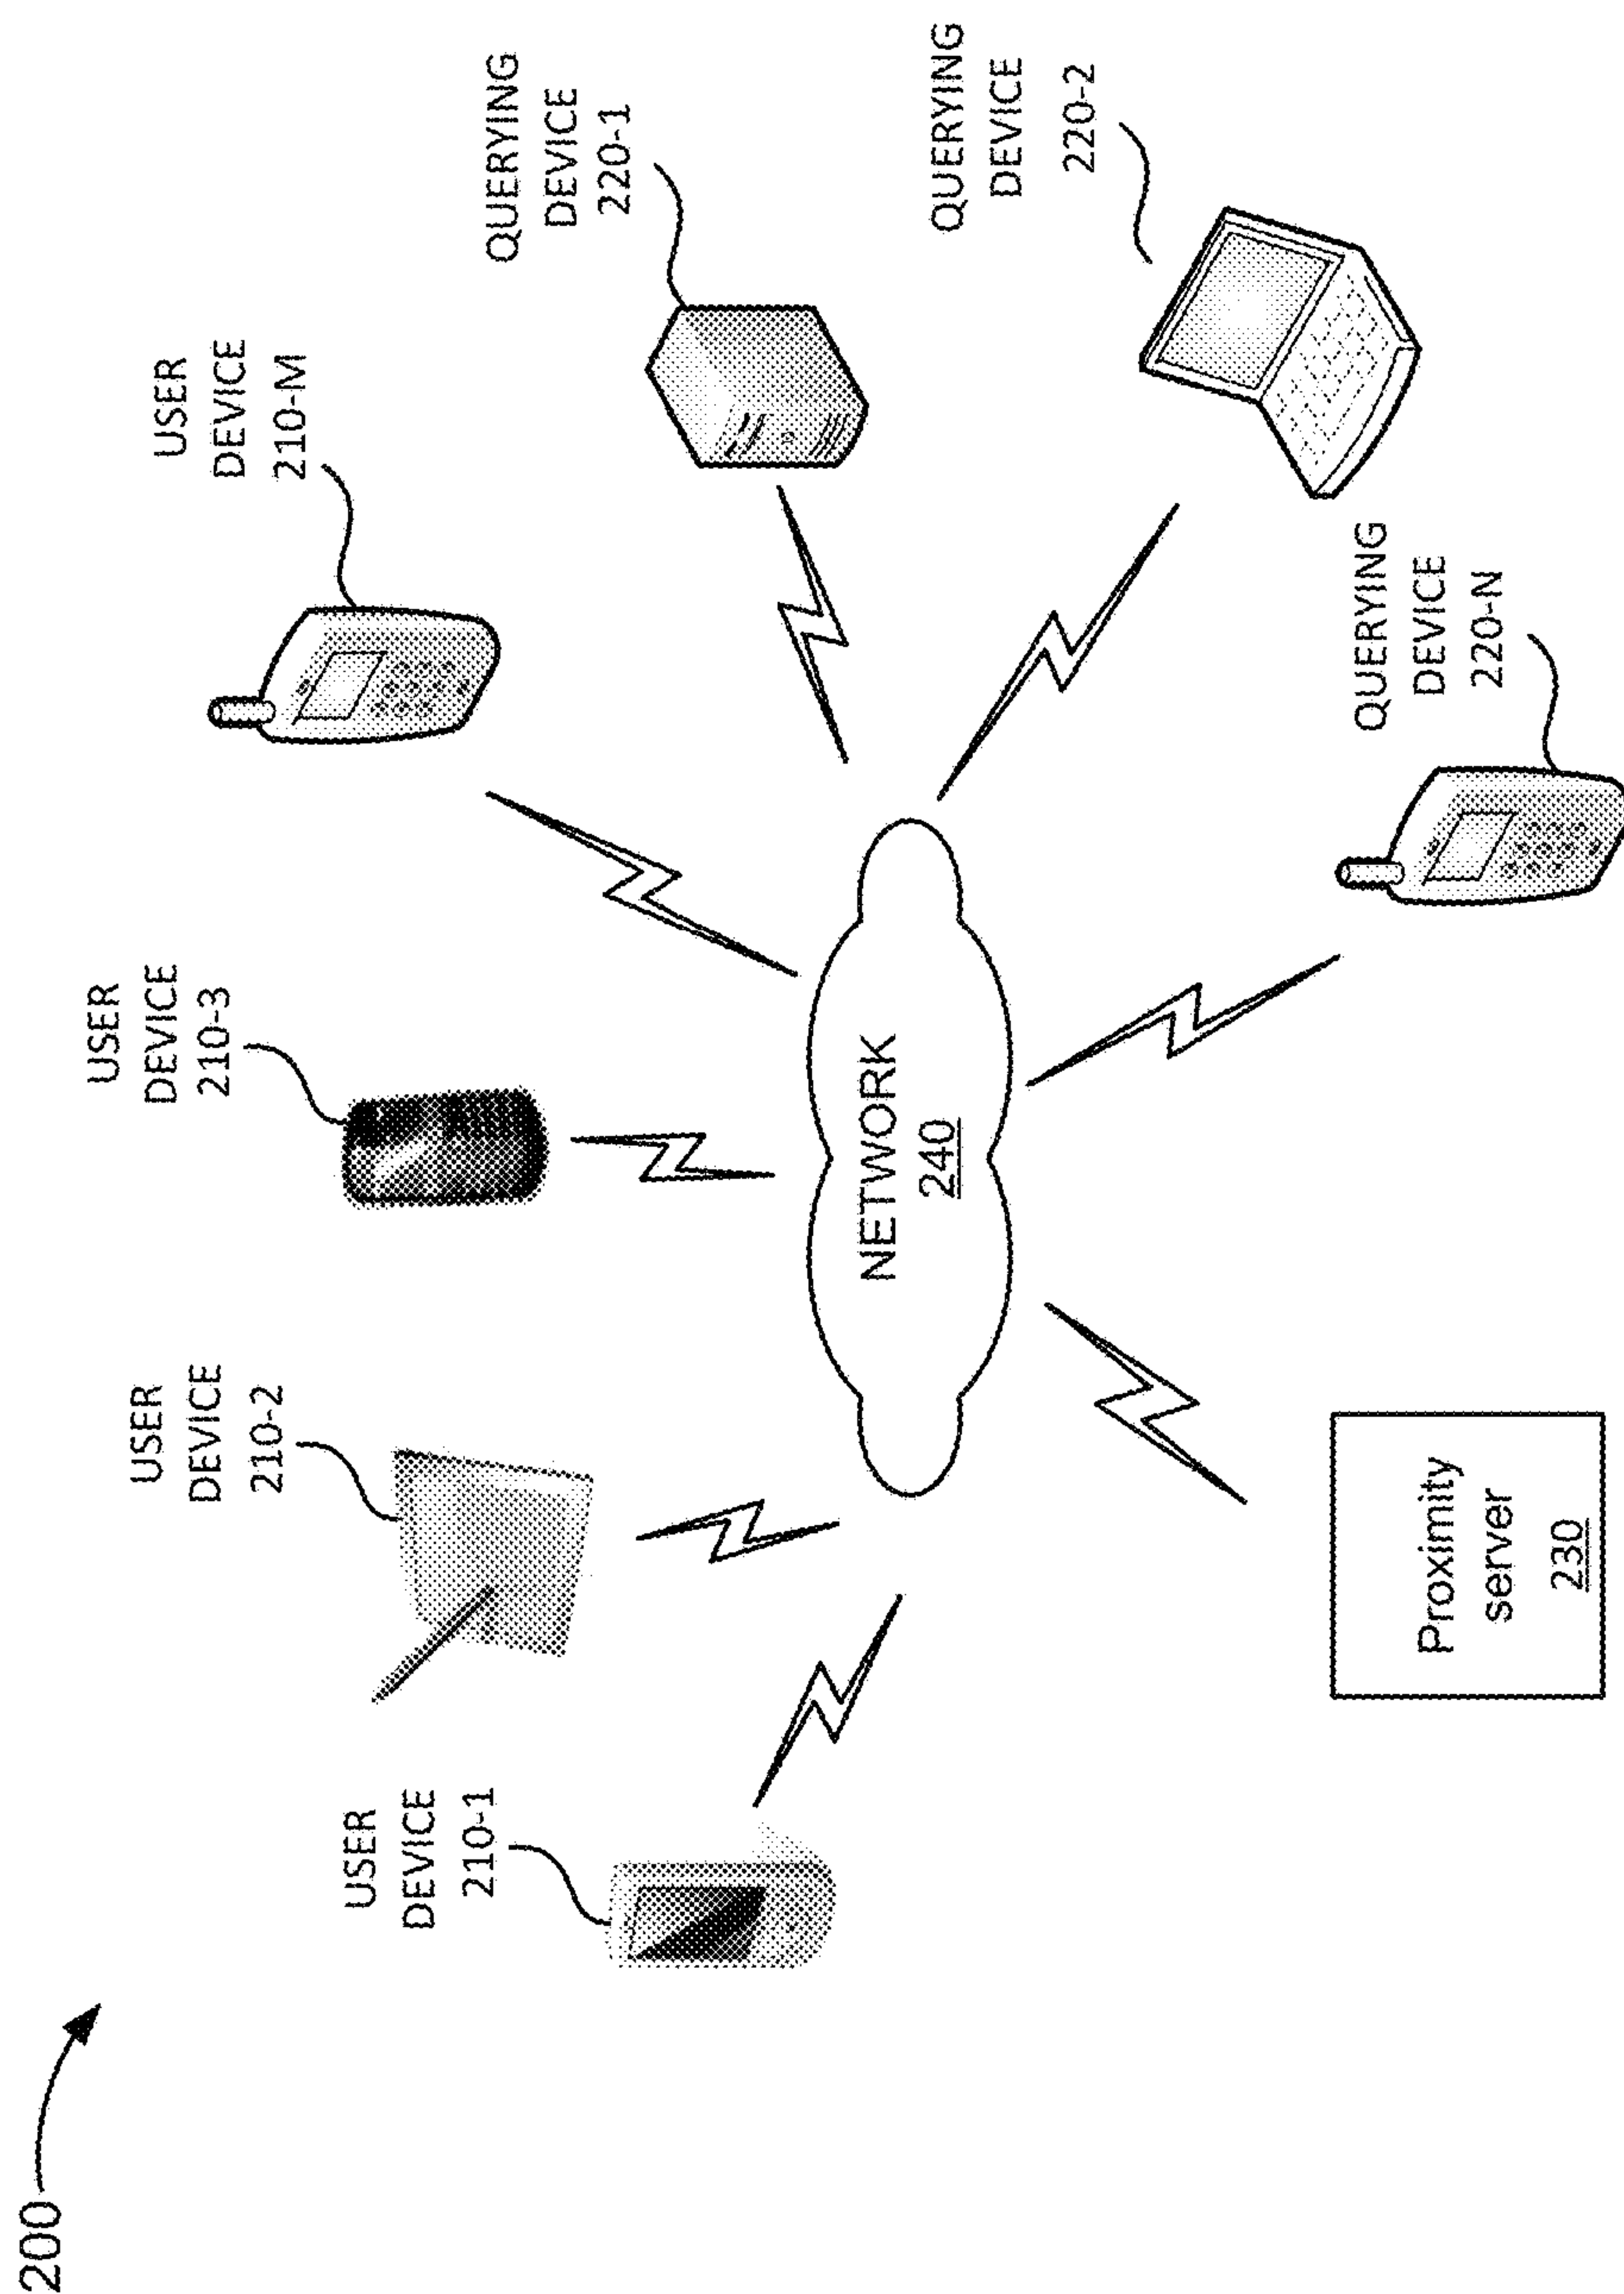 200
USER
DEVICE
210-1
USER
DEVICE
210-2
USER
DEVICE
210-3
USER
DEVICE
210-M
QUERYING
DEVICE
220-1
QUERYING
DEVICE
220-2
QUERYING
DEVICE
220-N
NETWORK
240
Proximity
server
230